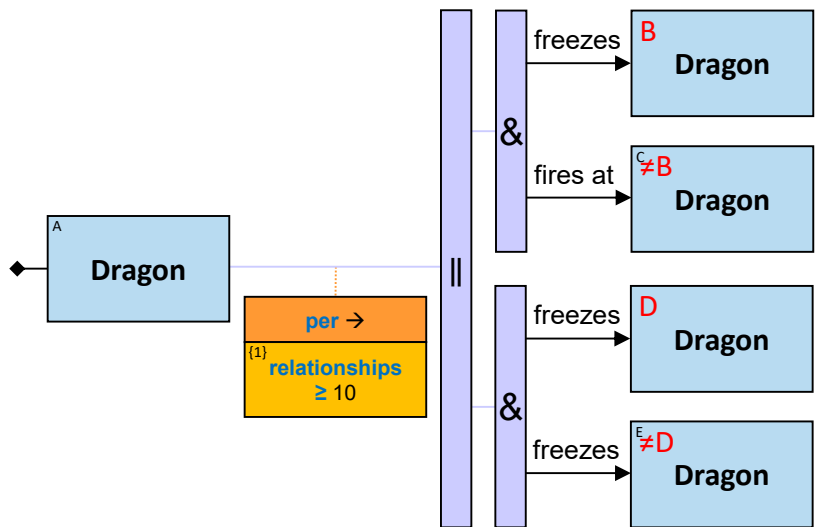 freezes
B
Dragon
&
fires at
C
≠B
Dragon
A
Dragon
||
per →
{1}
relationships
≥ 10
freezes
D
Dragon
&
freezes
E
≠D
Dragon